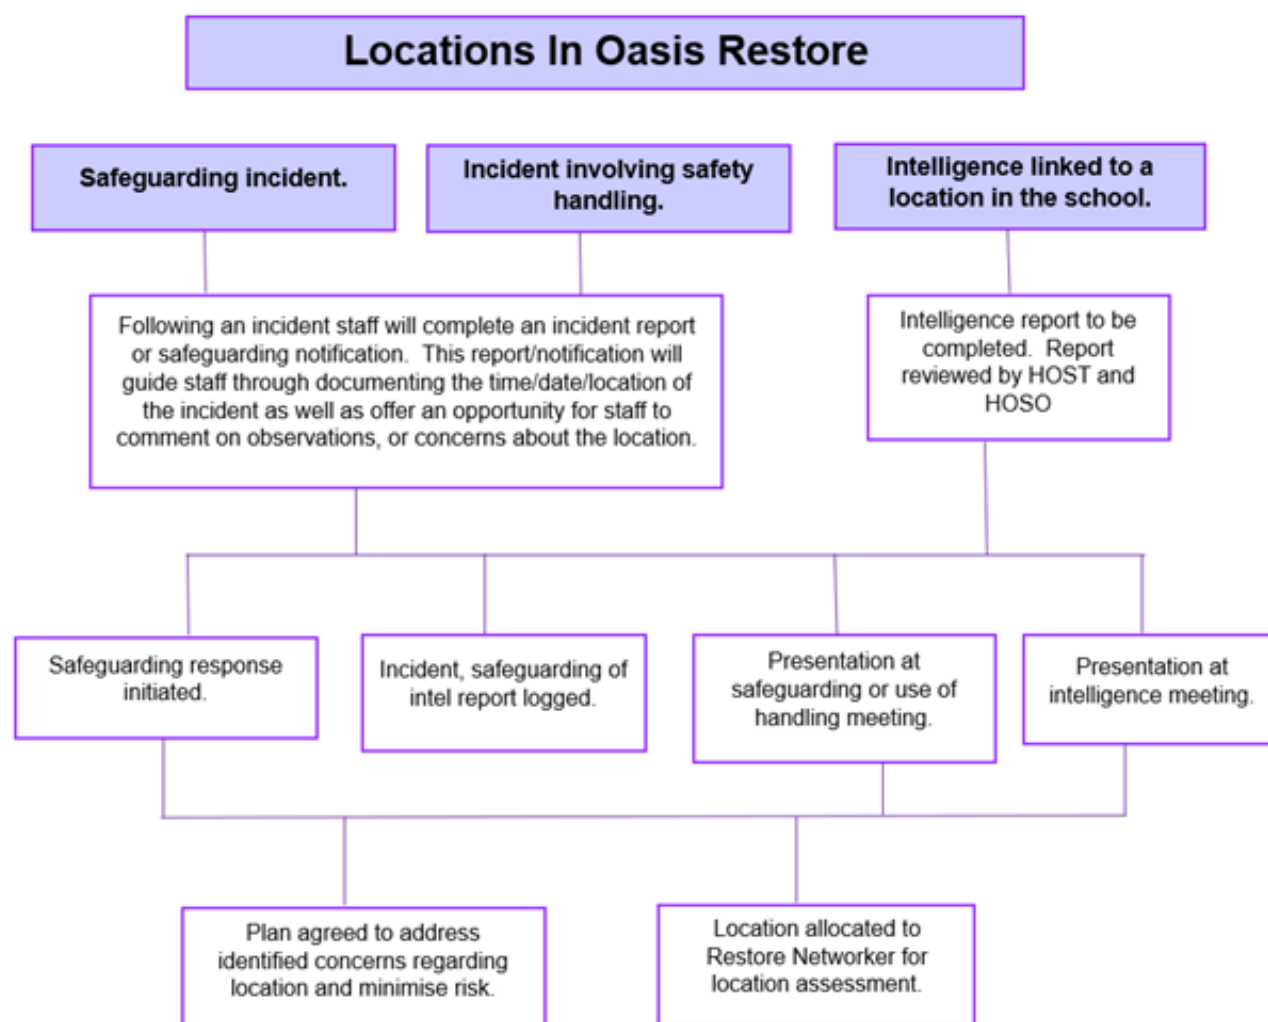 Locations In Oasis Restore
Safeguarding incident.
Incident involving safety
handling.
Intelligence linked to a
location in the school.
Following an incident staff will complete an incident report
or safeguarding notification.  This report/notification will
guide staff through documenting the time/date/location of
the incident as well as offer an opportunity for staff to
comment on observations, or concerns about the location.
Intelligence report to be
completed.  Report
reviewed by HOST and
HOSO
Safeguarding response
initiated.
Incident, safeguarding of
intel report logged.
Presentation at
safeguarding or use of
handling meeting.
Presentation at
intelligence meeting.
Plan agreed to address
identified concerns regarding
location and minimise risk.
Location allocated to
Restore Networker for
location assessment.